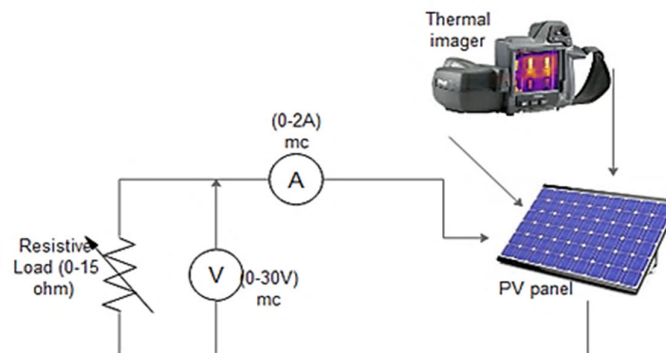 Thermal
imager
(0-2A)
mc
A
Resistive
Load (0-15
ohm)
V
(0-30V)
mc
PV panel